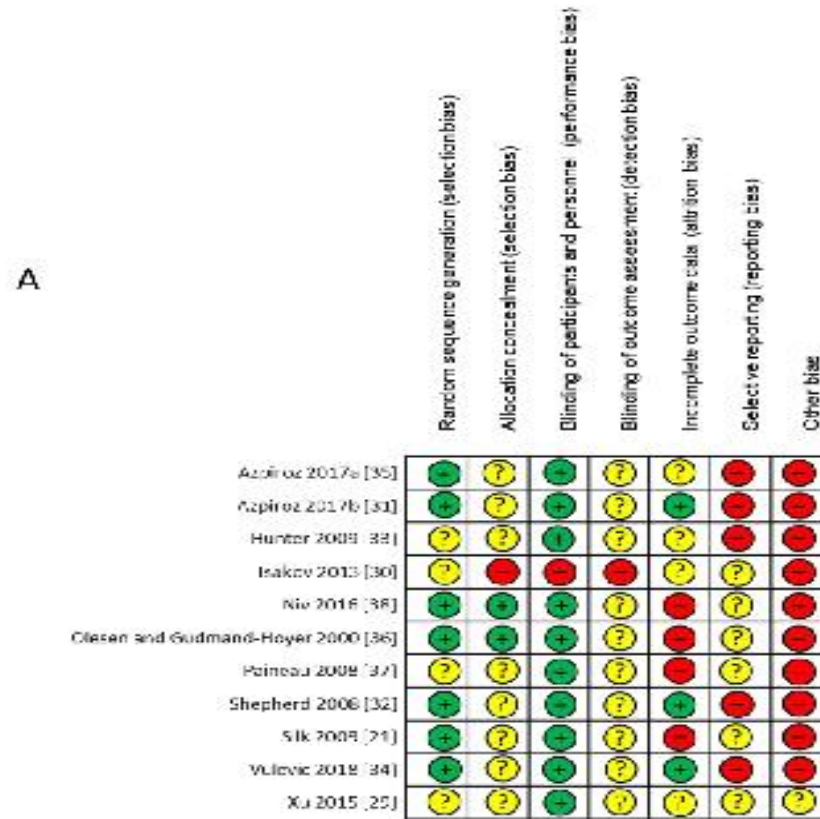 A
Random sequence generation (selection bias)
Allocation concealment (selection bias)
Blinding of participants and personnel (performance bias)
Blinding of outcome assessment (detection bias)
Incomplete outcome data (attrition bias)
Selective reporting (reporting bias)
Other bias
Azpiroz 2017a [35] + ? + ? ? − −
Azpiroz 2017b [31] + ? + ? + − −
Hunter 2009 [33] ? ? + ? ? − −
Isakov 2013 [30] ? − − − ? ? −
Niv 2016 [38] + + + ? − ? −
Olesen and Gudmand-Hoyer 2000 [36] + + + ? − ? −
Paineau 2008 [37] ? ? + ? − ? −
Shepherd 2008 [32] + ? + ? + − −
Silk 2009 [21] + ? + ? − ? −
Vulevic 2018 [34] + ? + ? + − −
Xu 2015 [25] ? ? + ? ? ? ?